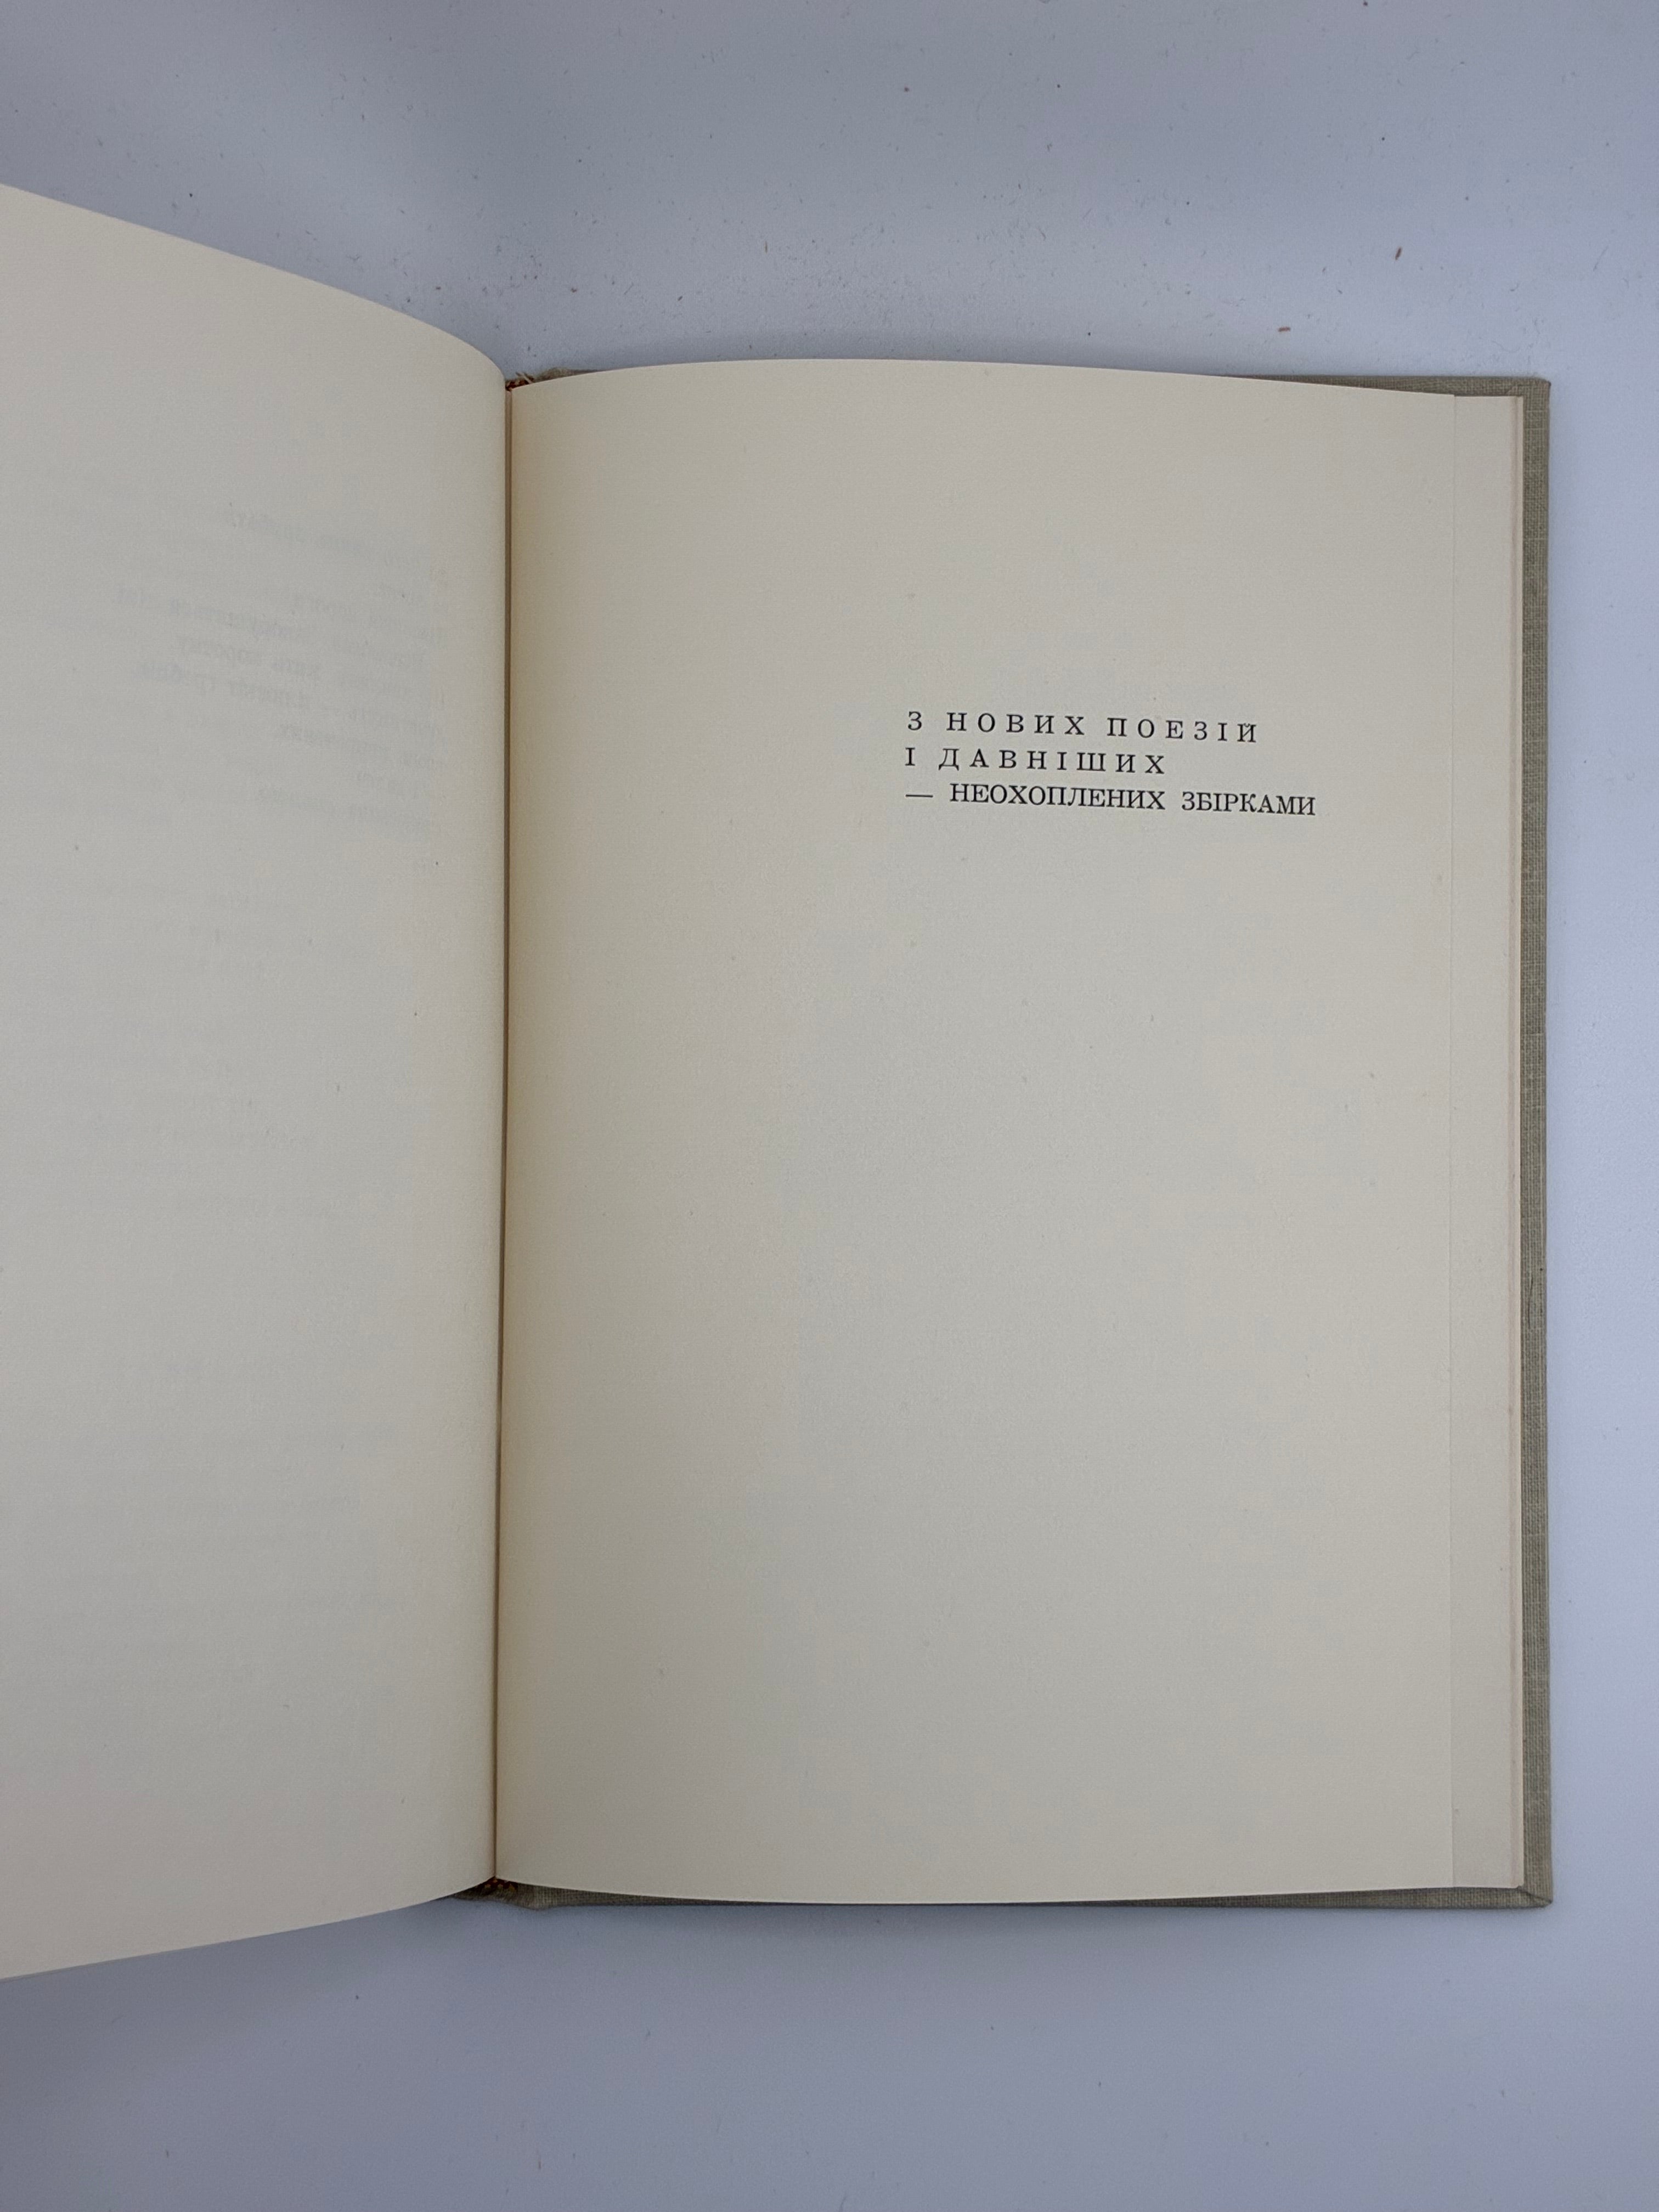 З НОВИХ ПОЕЗІЙ
І ДАВНІШИХ
— НЕОХОПЛЕНИХ ЗБІРКАМИ